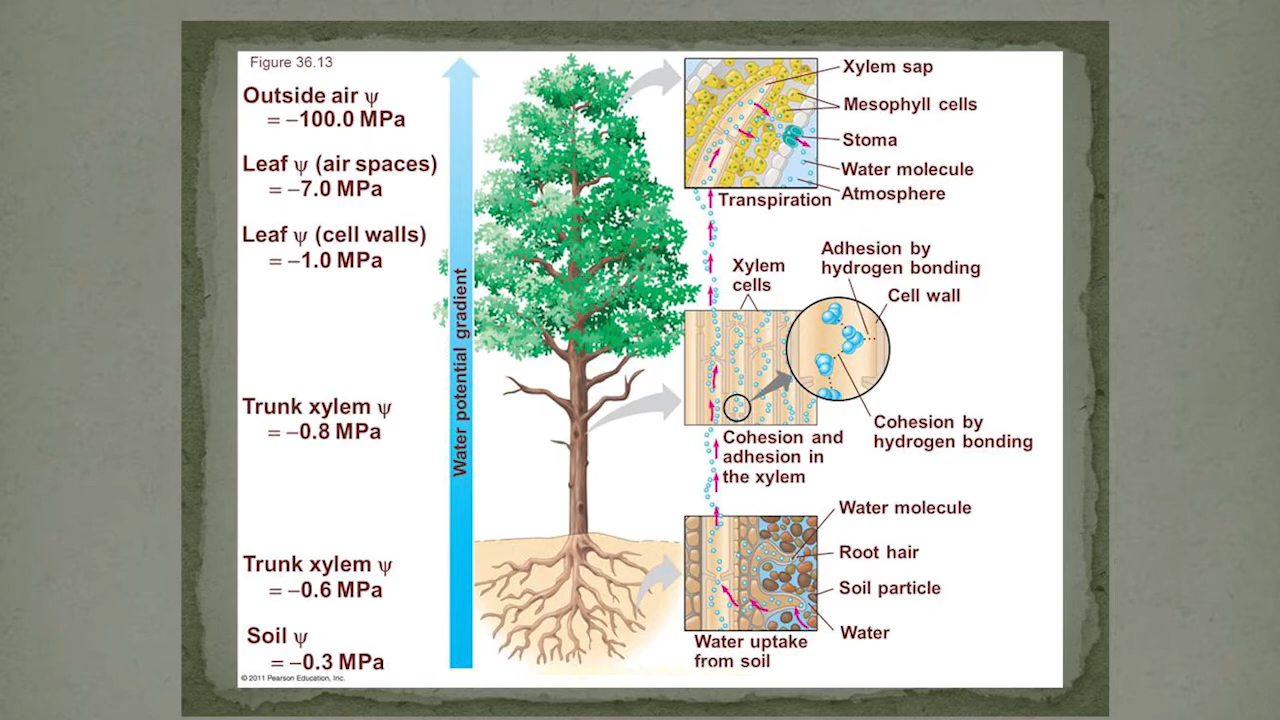 Figure 36.13
Outside air ψ
= −100.0 MPa
Leaf ψ (air spaces)
= −7.0 MPa
Leaf ψ (cell walls)
= −1.0 MPa
Trunk xylem ψ
= −0.8 MPa
Trunk xylem ψ
= −0.6 MPa
Soil ψ
= −0.3 MPa
© 2011 Pearson Education, Inc.
Water potential gradient
Xylem sap
Mesophyll cells
Stoma
Water molecule
Atmosphere
Transpiration
Xylem
cells
Adhesion by
hydrogen bonding
Cell wall
Cohesion by
hydrogen bonding
Cohesion and
adhesion in
the xylem
Water molecule
Root hair
Soil particle
Water
Water uptake
from soil